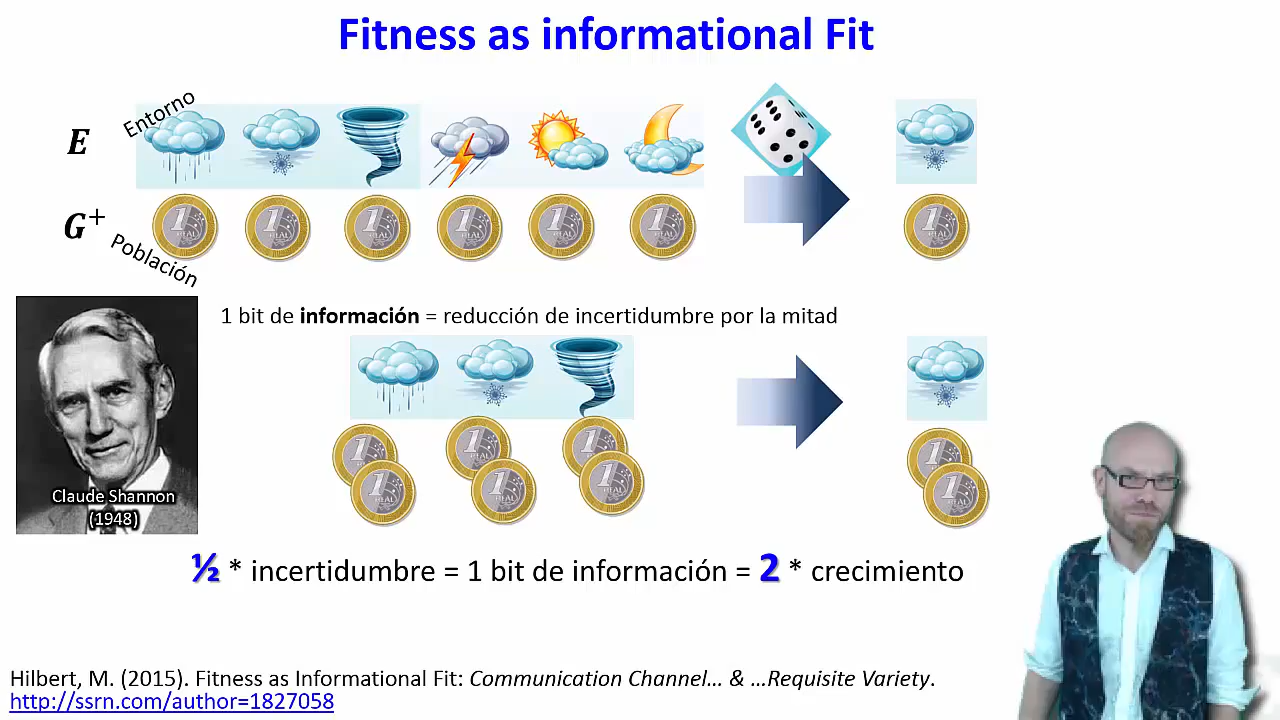 Fitness as informational Fit
Entorno
E
G⁺
Población
1 bit de información = reducción de incertidumbre por la mitad
Claude Shannon
(1948)
½ * incertidumbre = 1 bit de información = 2 * crecimiento
Hilbert, M. (2015). Fitness as Informational Fit: Communication Channel… & …Requisite Variety.
http://ssrn.com/author=1827058